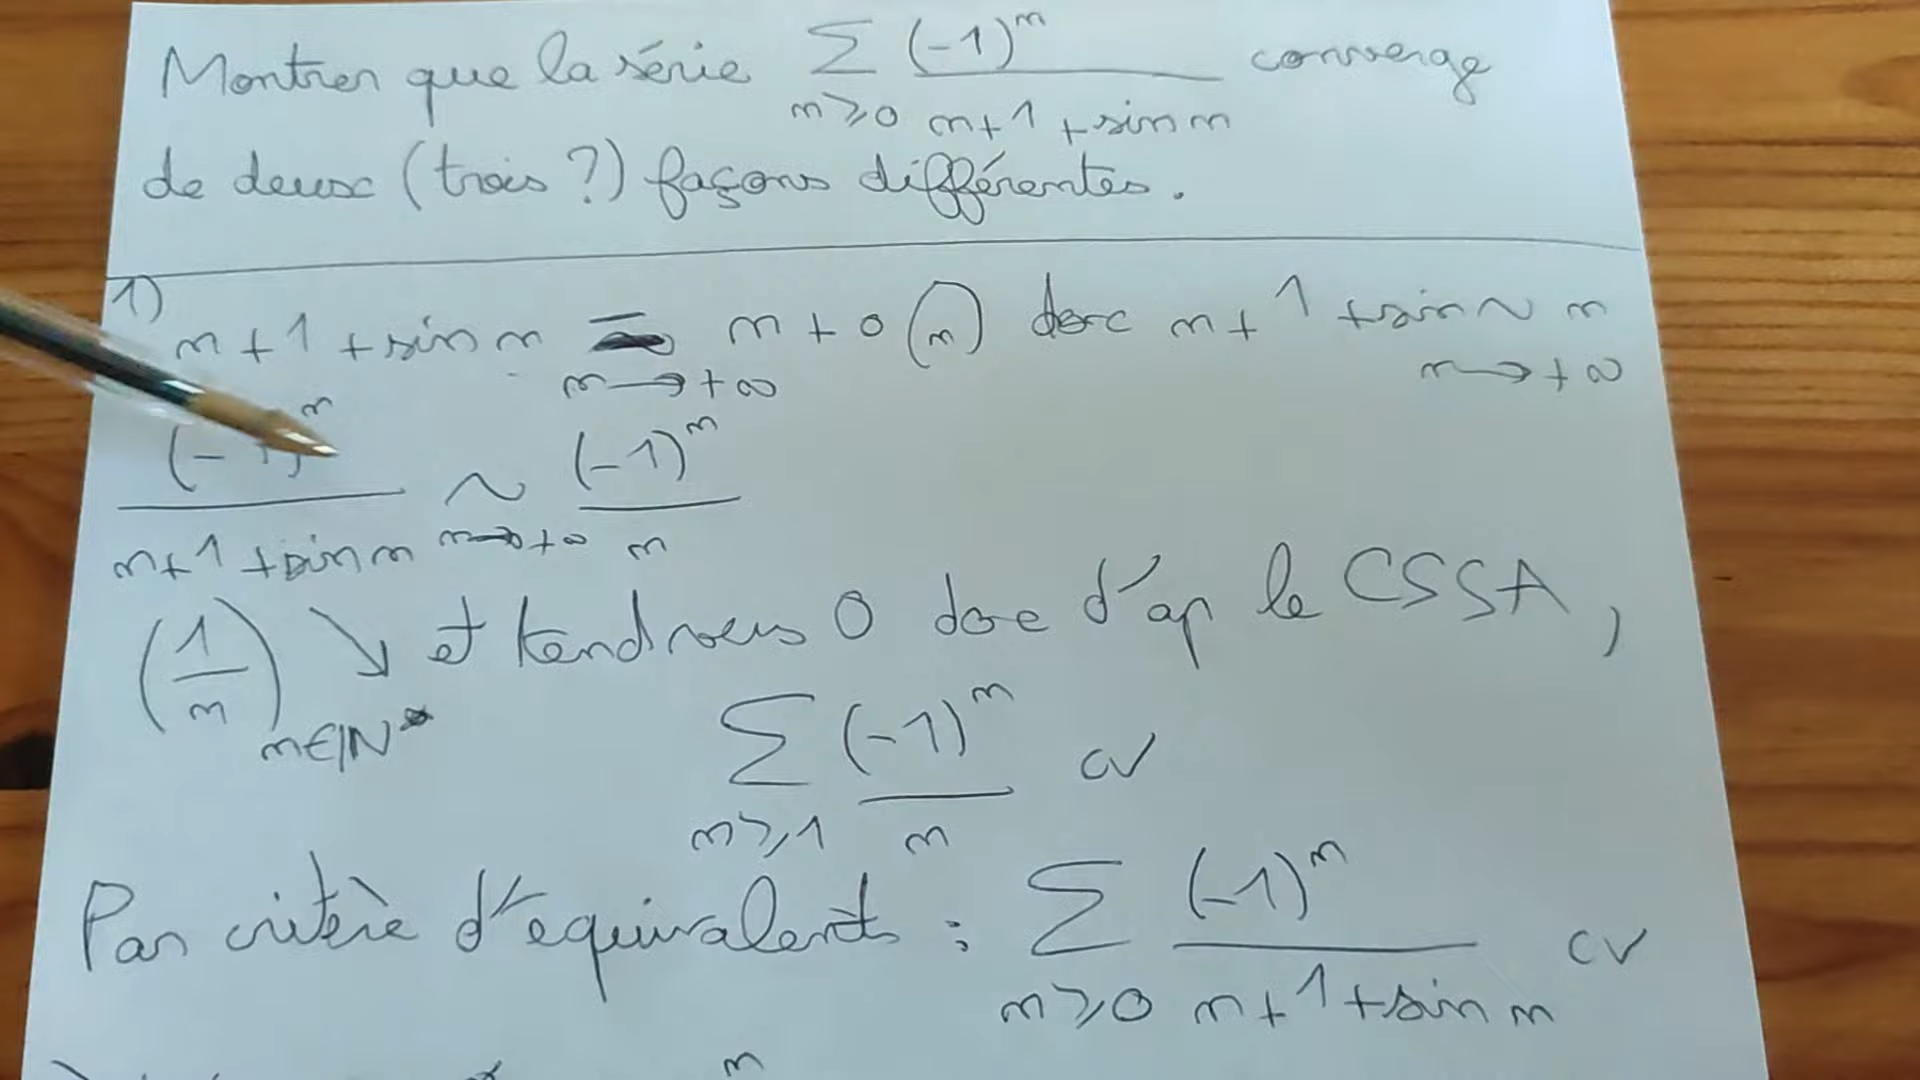 Montrer que la série ∑_{n≥0} (-1)^n / (n+1+sin n) converge
de deux (trois ?) façons différentes.
1)
n+1+sin n =_{n→+∞} n + o(n) donc n+1+sin ~_{n→+∞} n
(-1)^n / (n+1+sin n) ~_{n→+∞} (-1)^n / n
(1/n)_{n∈ℕ*} ↘ et tend vers 0 donc d'ap le CSSA,
∑_{n≥1} (-1)^n / n cv
Par critère d'équivalents : ∑_{n≥0} (-1)^n / (n+1+sin n) cv